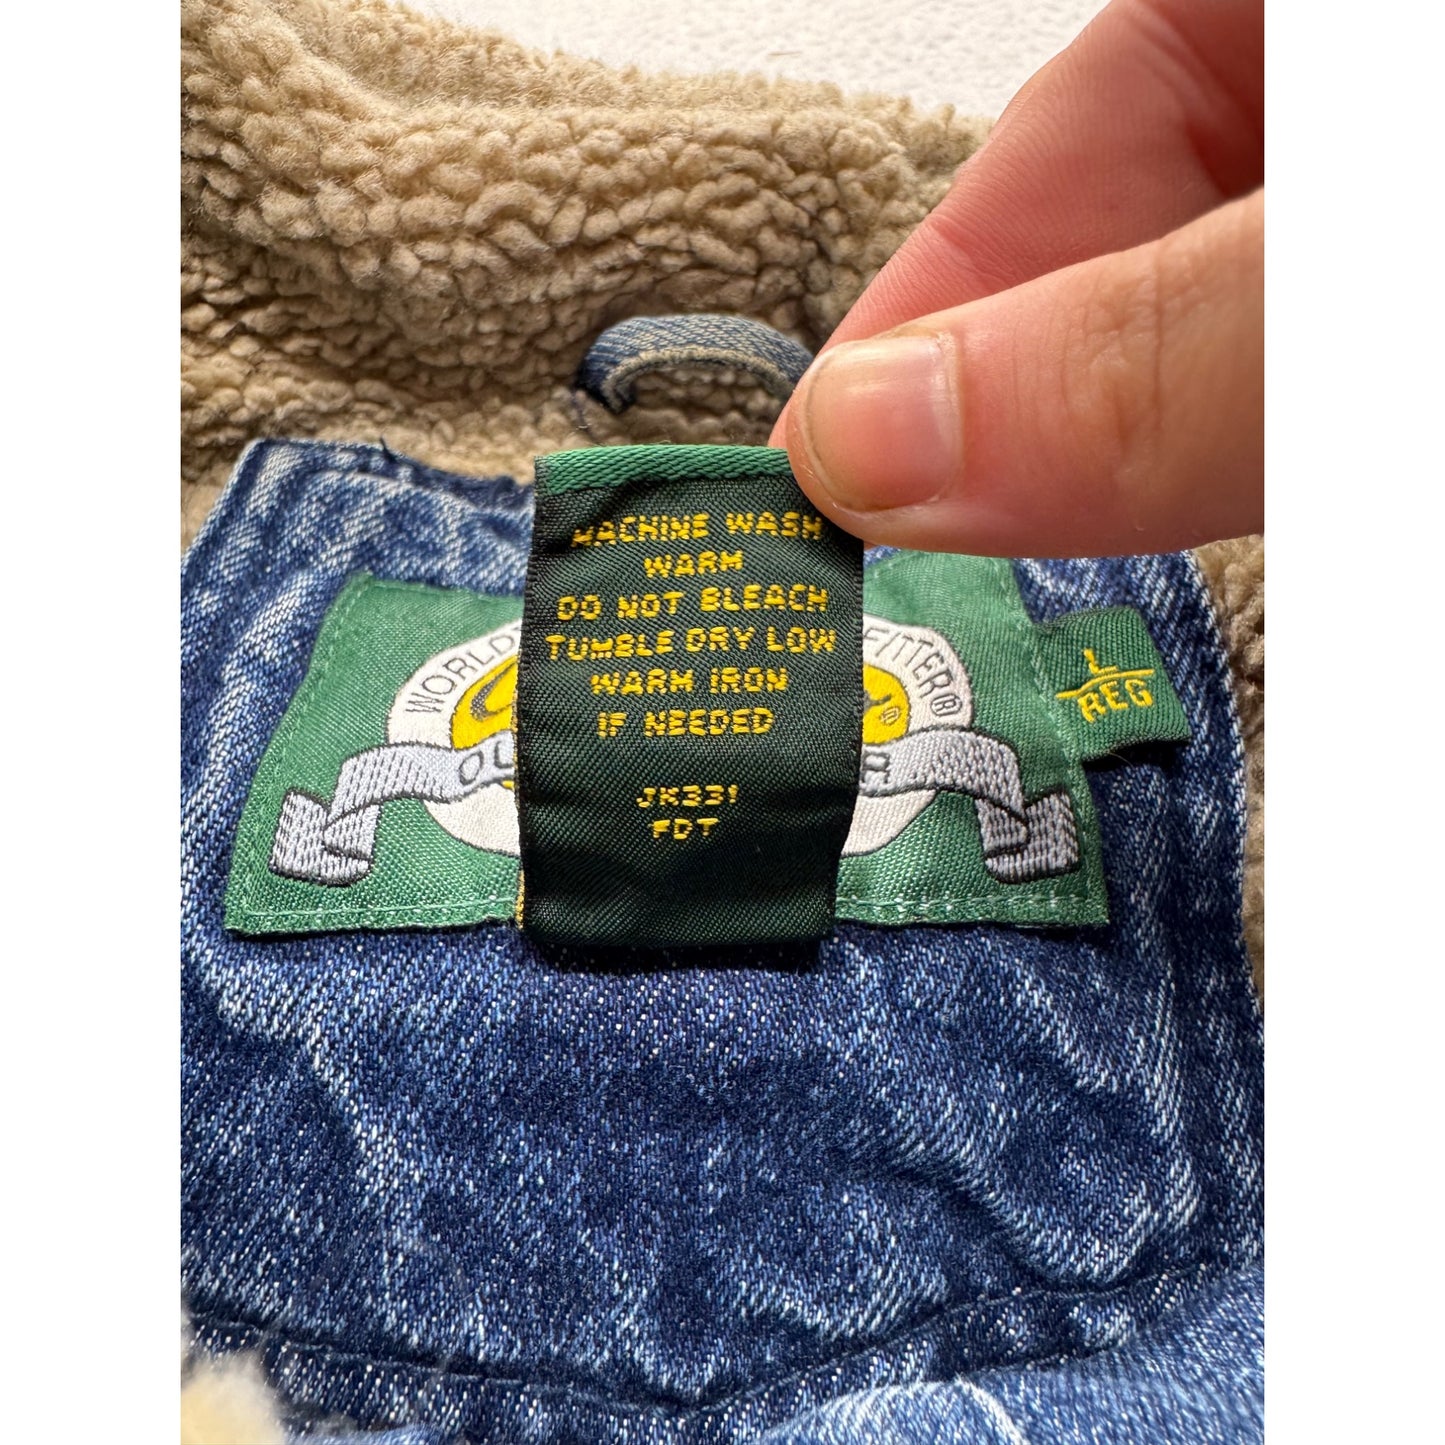 MACHINE WASH
WARM
DO NOT BLEACH
TUMBLE DRY LOW
WARM IRON
IF NEEDED
JK331
FDT
L
REG